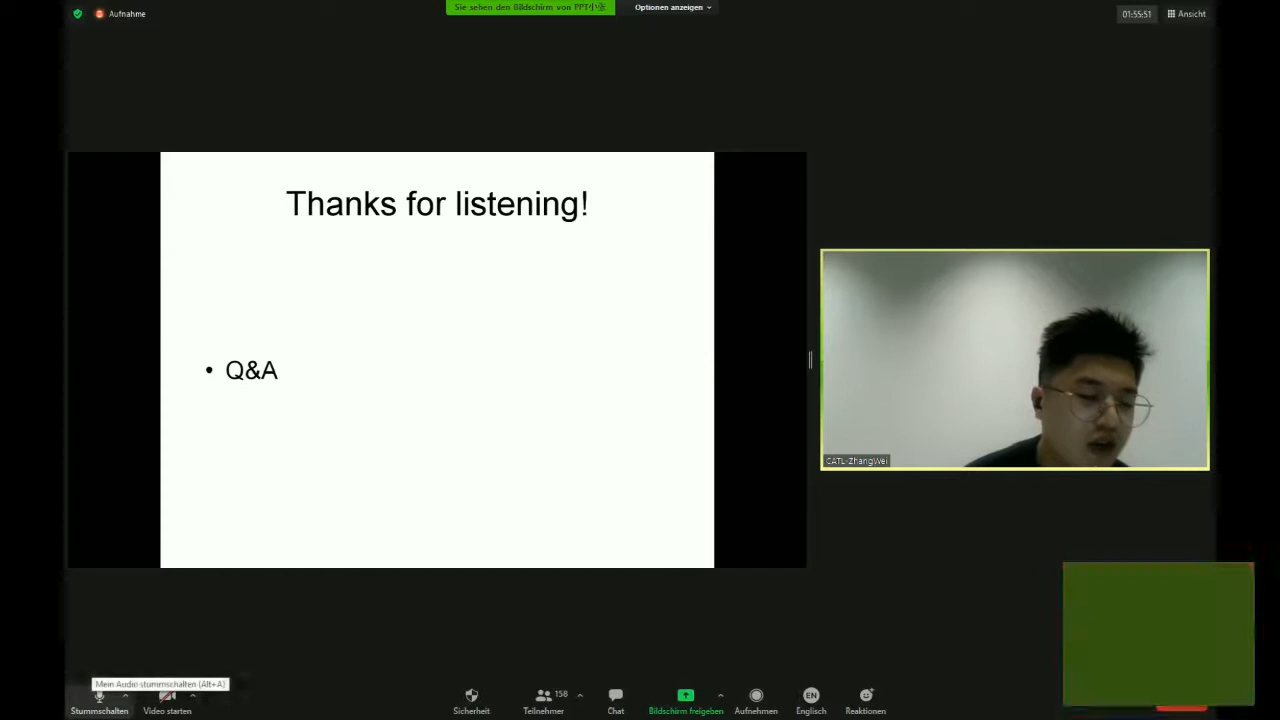 Aufnahme
Sie sehen den Bildschirm von PPT小张
Optionen anzeigen
01:55:51
Ansicht
Thanks for listening!
• Q&A
CATL-ZhangWei
Mein Audio stummschalten (Alt+A)
Stummschalten
Video starten
Sicherheit
158
Teilnehmer
Chat
Bildschirm freigeben
Aufnehmen
EN
Englisch
Reaktionen